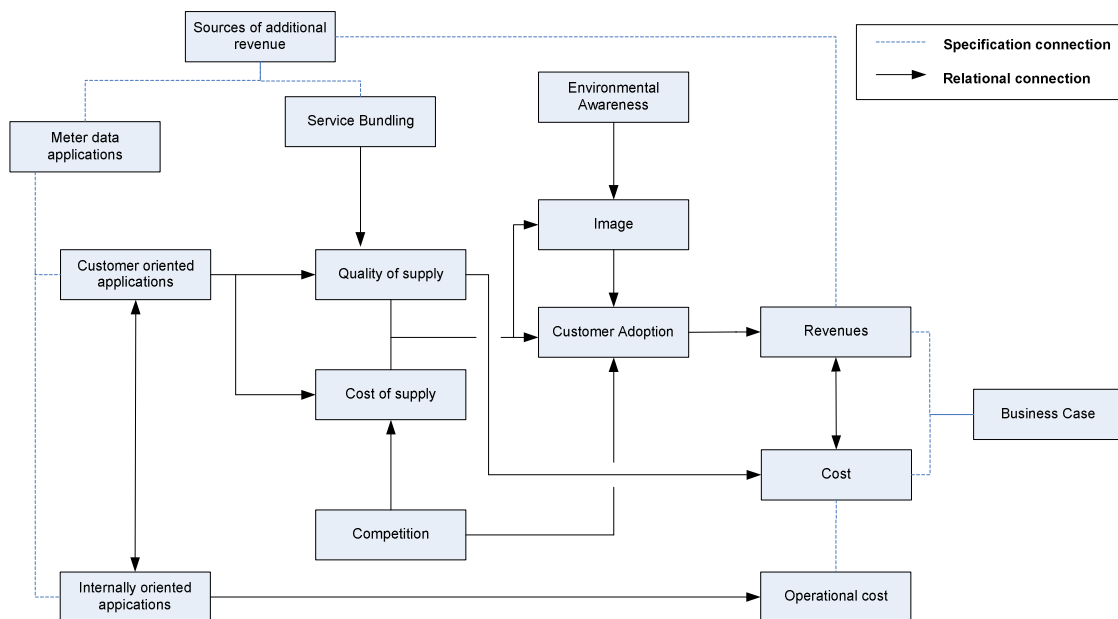 Sources of additional
revenue
Specification connection
Relational connection
Environmental
Awareness
Service Bundling
Meter data
applications
Image
Customer oriented
applications
Quality of supply
Customer Adoption
Revenues
Cost of supply
Business Case
Cost
Competition
Internally oriented
appications
Operational cost